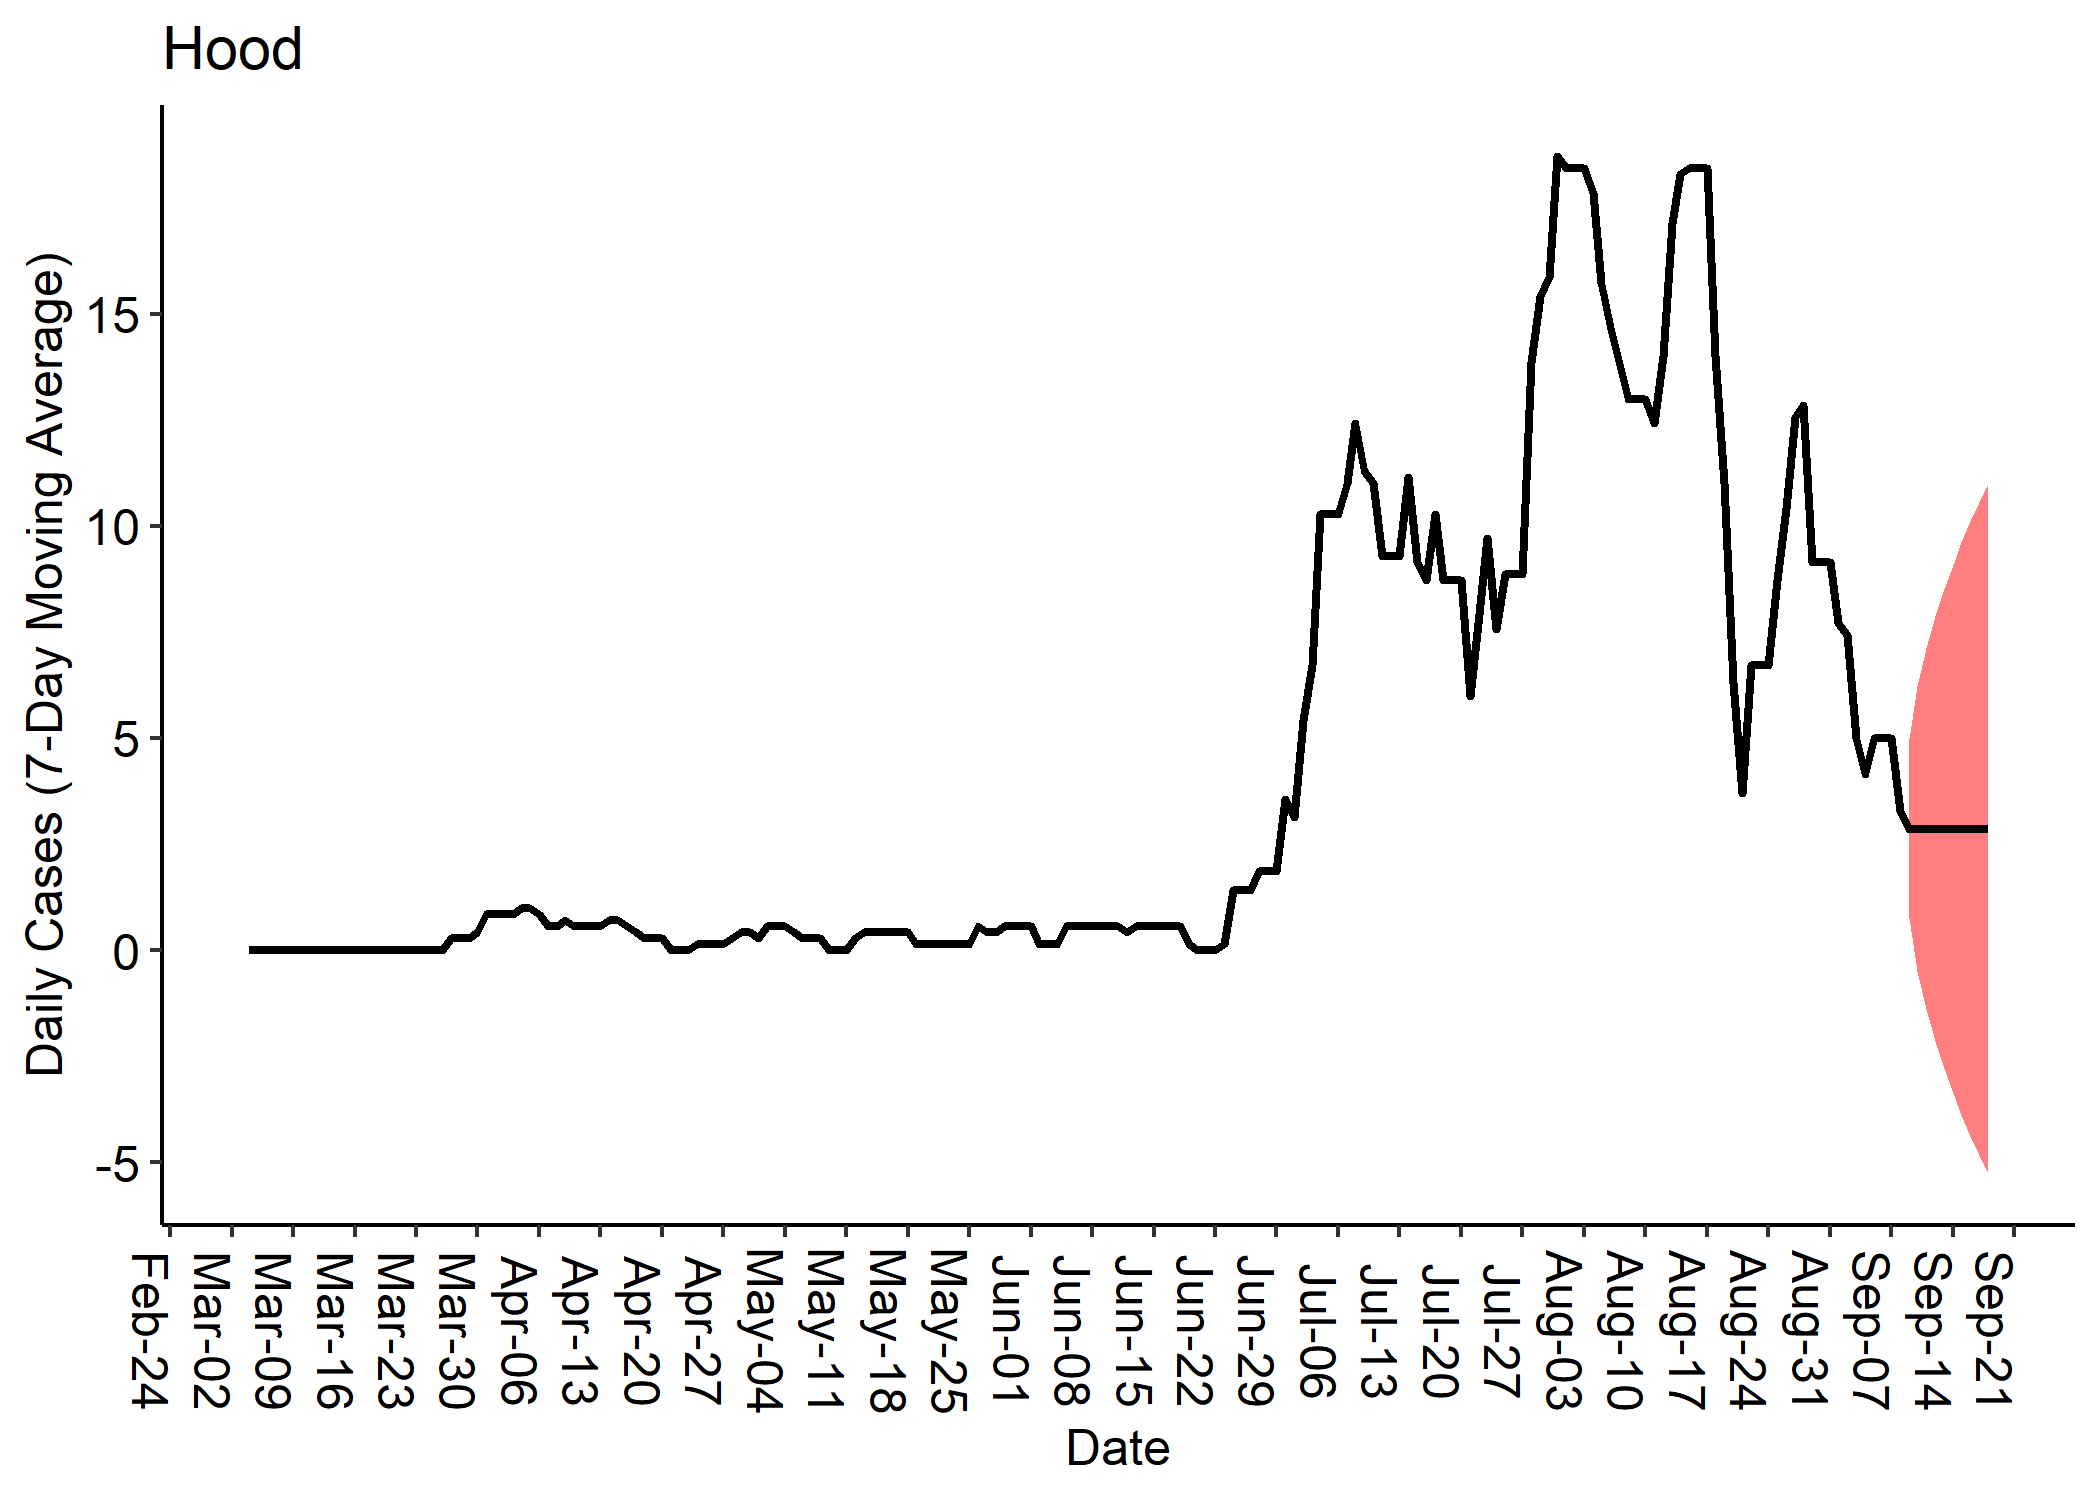 Hood
Daily Cases (7-Day Moving Average)
15
10
5
0
-5
Feb-24
Mar-02
Mar-09
Mar-16
Mar-23
Mar-30
Apr-06
Apr-13
Apr-20
Apr-27
May-04
May-11
May-18
May-25
Jun-01
Jun-08
Jun-15
Jun-22
Jun-29
Jul-06
Jul-13
Jul-20
Jul-27
Aug-03
Aug-10
Aug-17
Aug-24
Aug-31
Sep-07
Sep-14
Sep-21
Date